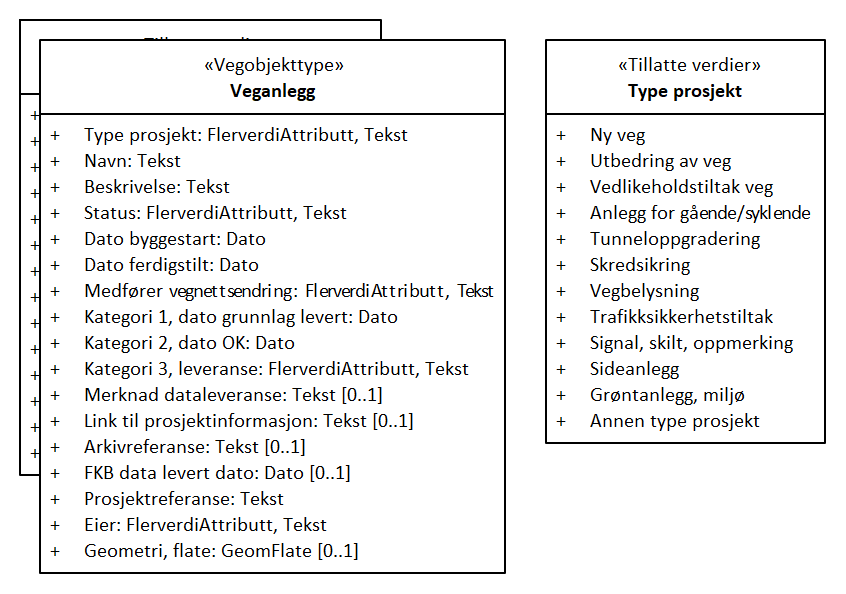 «Vegobjekttype»
Veganlegg
+ Type prosjekt: FlerverdiAttributt, Tekst
+ Navn: Tekst
+ Beskrivelse: Tekst
+ Status: FlerverdiAttributt, Tekst
+ Dato byggestart: Dato
+ Dato ferdigstilt: Dato
+ Medfører vegnettsendring: FlerverdiAttributt, Tekst
+ Kategori 1, dato grunnlag levert: Dato
+ Kategori 2, dato OK: Dato
+ Kategori 3, leveranse: FlerverdiAttributt, Tekst
+ Merknad dataleveranse: Tekst [0..1]
+ Link til prosjektinformasjon: Tekst [0..1]
+ Arkivreferanse: Tekst [0..1]
+ FKB data levert dato: Dato [0..1]
+ Prosjektreferanse: Tekst
+ Eier: FlerverdiAttributt, Tekst
+ Geometri, flate: GeomFlate [0..1]
«Tillatte verdier»
Type prosjekt
+ Ny veg
+ Utbedring av veg
+ Vedlikeholdstiltak veg
+ Anlegg for gående/syklende
+ Tunneloppgradering
+ Skredsikring
+ Vegbelysning
+ Trafikksikkerhetstiltak
+ Signal, skilt, oppmerking
+ Sideanlegg
+ Grøntanlegg, miljø
+ Annen type prosjekt